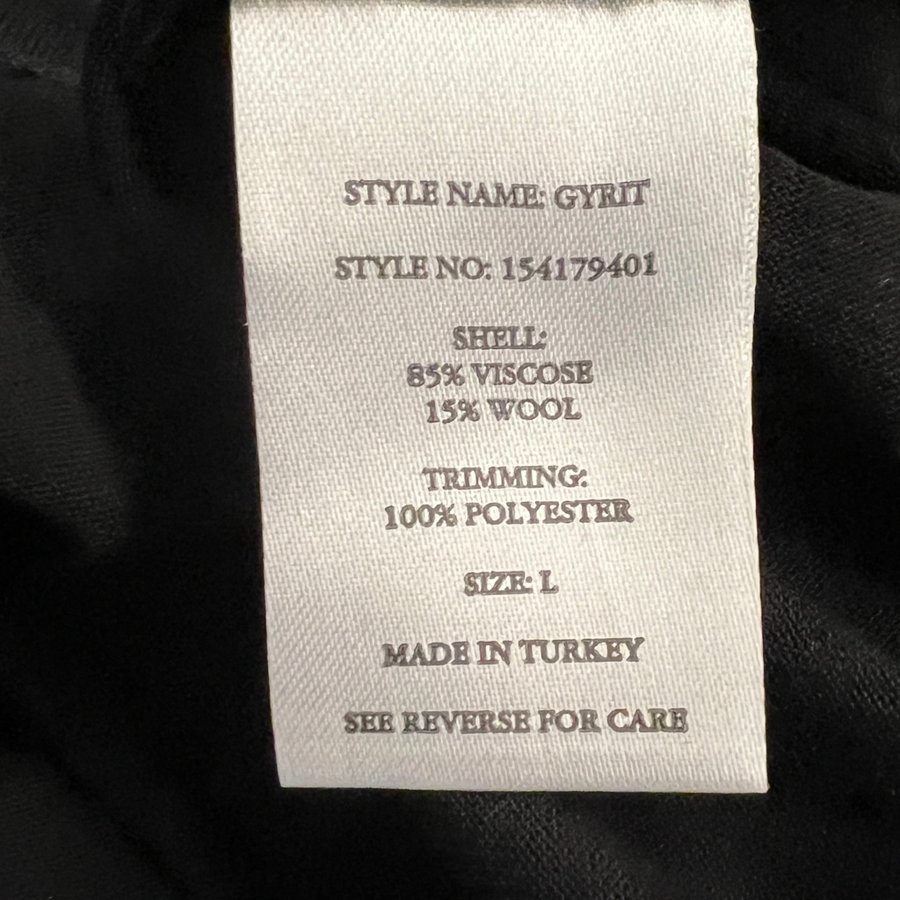 STYLE NAME: GYRIT
STYLE NO: 154179401
SHELL:
85% VISCOSE
15% WOOL
TRIMMING:
100% POLYESTER
SIZE: L
MADE IN TURKEY
SEE REVERSE FOR CARE